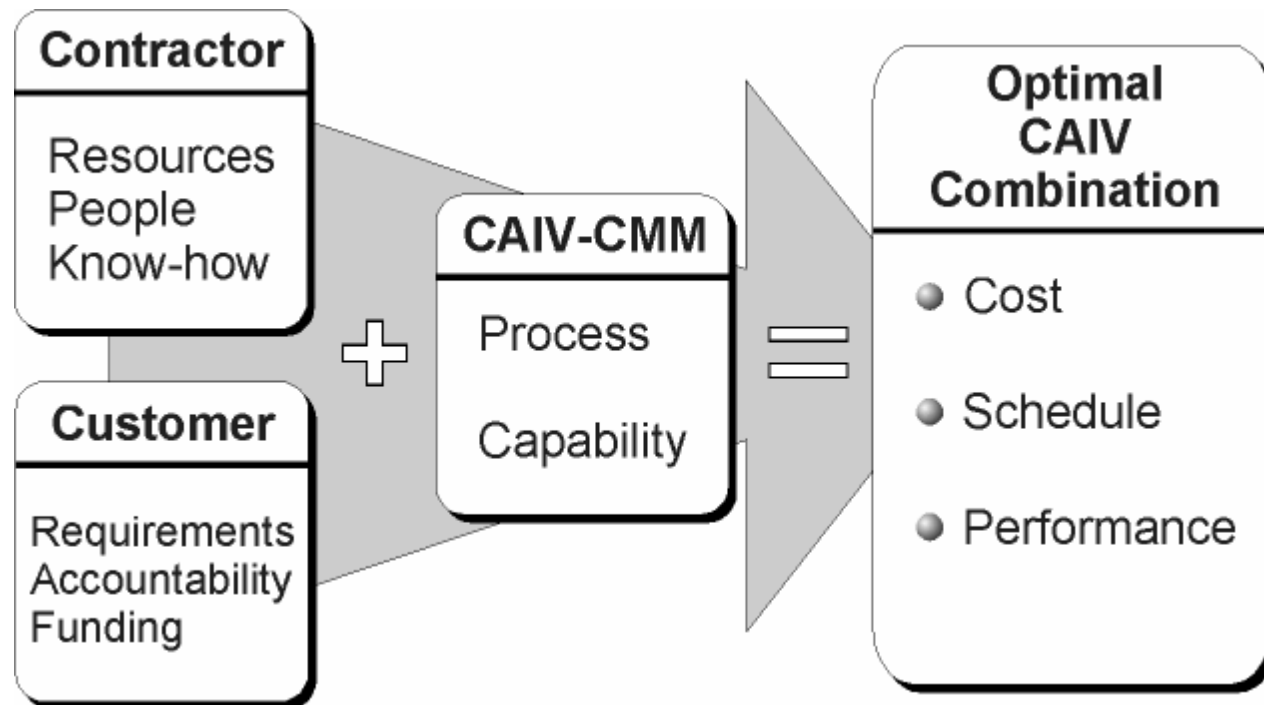 Contractor
Resources
People
Know-how
Customer
Requirements
Accountability
Funding
+
CAIV-CMM
Process
Capability
=
Optimal
CAIV
Combination
Cost
Schedule
Performance